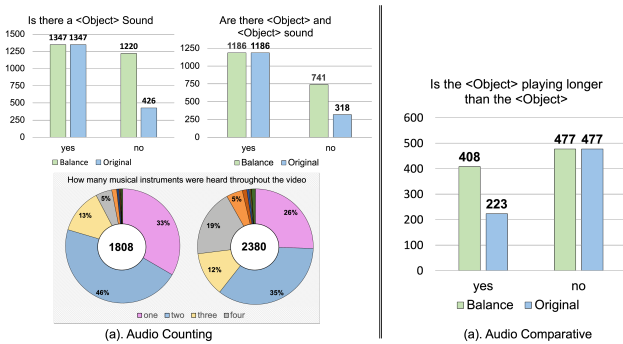 Is there a <Object> Sound
1500
1250
1000
750
500
250
0
1347 1347
1220
426
yes
no
Balance
Original
Are there <Object> and
<Object> sound
1250
1000
750
500
250
0
1186 1186
741
318
yes
no
Balance
Original
How many musical instruments were heard throughout the video
5%
13%
33%
1808
46%
5%
26%
19%
2380
12%
35%
one
two
three
four
(a). Audio Counting
Is the <Object> playing longer
than the <Object>
600
500
400
300
200
100
0
408
223
477 477
yes
no
Balance
Original
(a). Audio Comparative